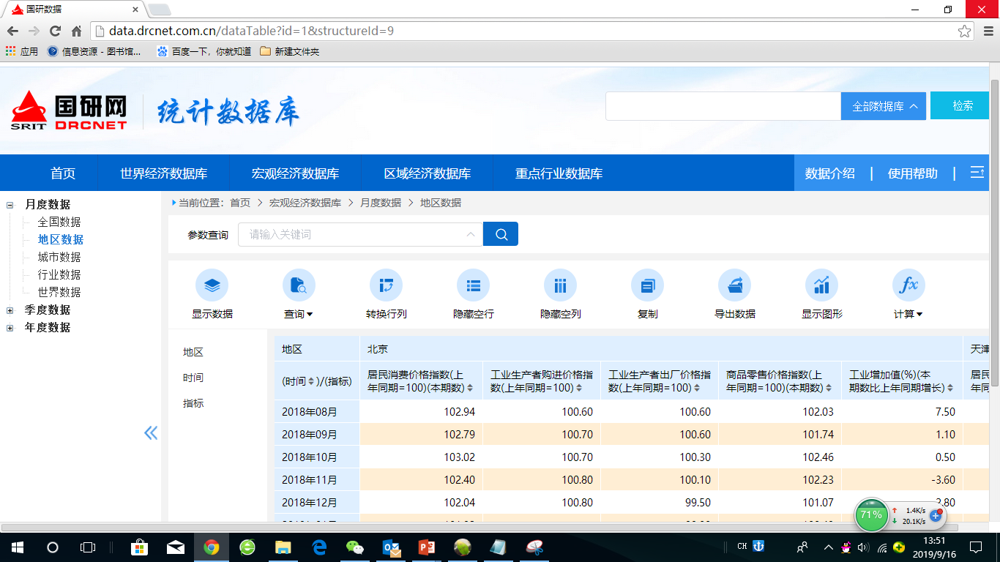 国研数据
data.drcnet.com.cn/dataTable?id=1&structureId=9
应用 信息资源 - 图书馆... 百度一下，你就知道 新建文件夹
国研网 统计数据库
SRIT DRCNET
全部数据库 检索
首页 世界经济数据库 宏观经济数据库 区域经济数据库 重点行业数据库 数据介绍 | 使用帮助 |
月度数据
全国数据
地区数据
城市数据
行业数据
世界数据
季度数据
年度数据
当前位置: 首页 > 宏观经济数据库 > 月度数据 > 地区数据
参数查询 请输入关键词
fx
显示数据 查询 转换行列 隐藏空行 隐藏空列 复制 导出数据 显示图形 计算
地区
时间
指标
地区 北京 天津
(时间)/(指标) 居民消费价格指数(上年同期=100)(本期数) 工业生产者购进价格指数(上年同期=100) 工业生产者出厂价格指数(上年同期=100) 商品零售价格指数(上年同期=100)(本期数) 工业增加值(%)(本期数比上年同期增长) 居民 年同
2018年08月 102.94 100.60 100.60 102.03 7.50
2018年09月 102.79 100.70 100.60 101.74 1.10
2018年10月 103.02 100.70 100.30 102.46 0.50
2018年11月 102.40 100.80 100.10 102.23 -3.60
2018年12月 102.04 100.80 99.50 101.07
71% 1.4K/s
20.1K/s
CH
13:51
2019/9/16